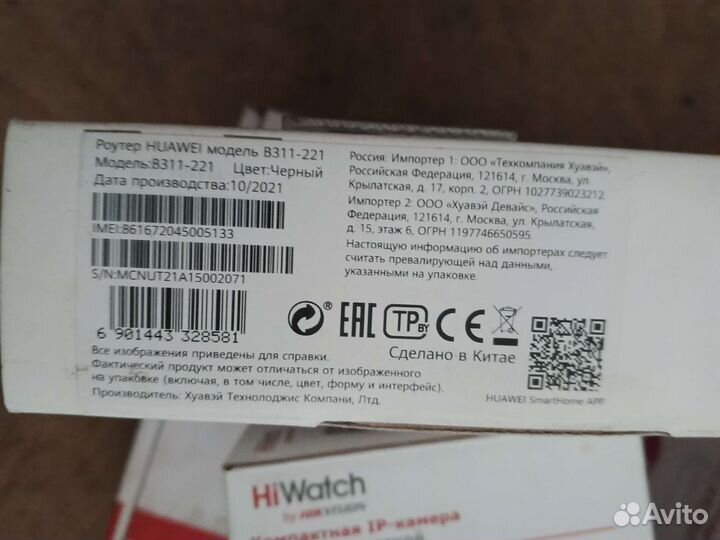 Роутер HUAWEI модель B311-221
Модель:B311-221 Цвет:Черный
Дата производства:10/2021
IMEI:861672045005133
S/N:MCNUT21A15002071
6 901443 328581
Россия: Импортер 1: ООО «Техкомпания Хуавэй»,
Российская Федерация, 121614, г. Москва, ул.
Крылатская, д. 17, корп. 2, ОГРН 1027739023212.
Импортер 2: ООО «Хуавэй Девайс», Российская
Федерация, 121614, г. Москва, ул. Крылатская,
д. 15, этаж 6, ОГРН 1197746650595.
Настоящую информацию об импортерах следует
считать превалирующей над данными,
указанными на упаковке.
® EAC TP BY CE
Сделано в Китае
HUAWEI SmartHome APP
Все изображения приведены для справки.
Фактический продукт может отличаться от изображенного
на упаковке (включая, в том числе, цвет, форму и интерфейс).
Производитель: Хуавэй Технолоджис Компани, Лтд.
HiWatch
by HIKVISION
Компактная IP-камера
Avito